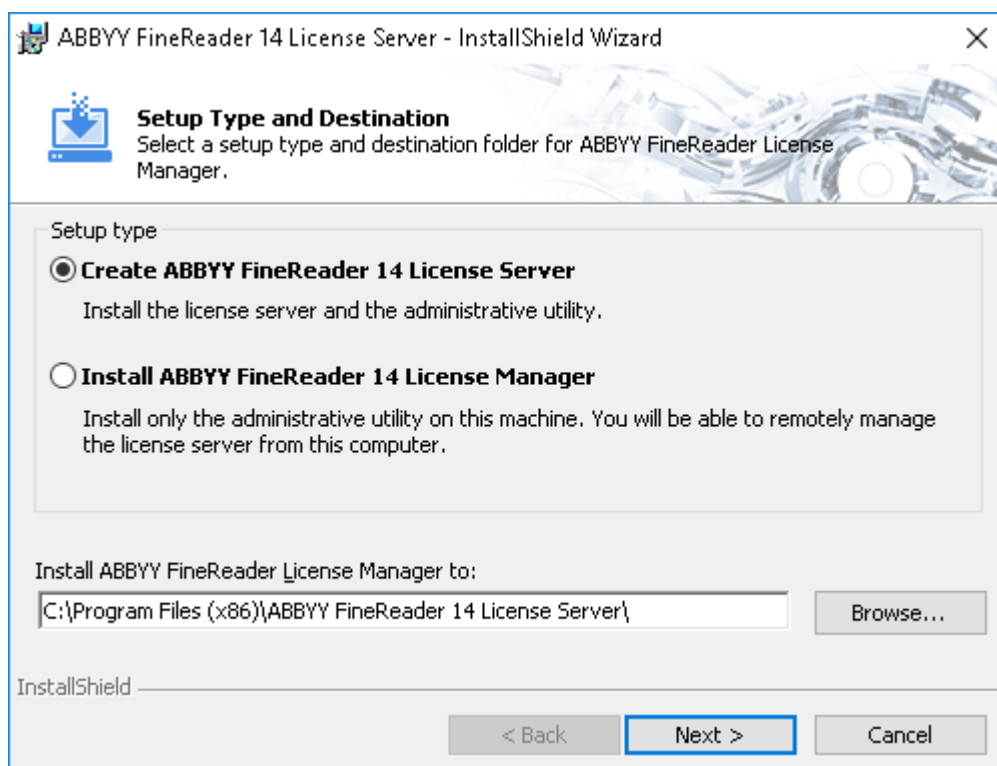 ABBYY FineReader 14 License Server - InstallShield Wizard
Setup Type and Destination
Select a setup type and destination folder for ABBYY FineReader License
Manager.
Setup type
Create ABBYY FineReader 14 License Server
Install the license server and the administrative utility.
Install ABBYY FineReader 14 License Manager
Install only the administrative utility on this machine. You will be able to remotely manage
the license server from this computer.
Install ABBYY FineReader License Manager to:
C:\Program Files (x86)\ABBYY FineReader 14 License Server\
Browse...
InstallShield
< Back
Next >
Cancel